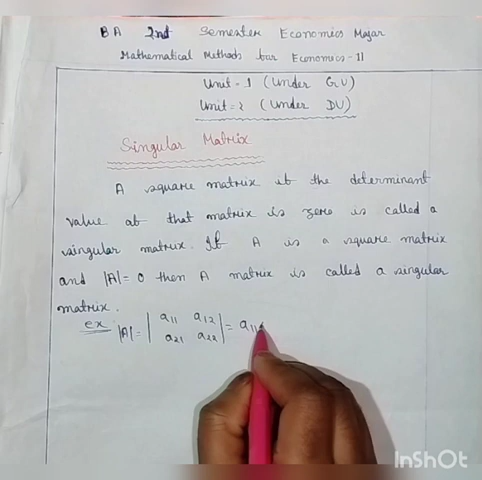 BA 2nd Semester Economics Major
Mathematical Methods for Economics-II
Unit-1 (Under GU)
Unit-2 (Under DU)
Singular Matrix
A square matrix if the determinant
value of that matrix is zero is called a
singular matrix. If A is a square matrix
and |A|=0 then A matrix is called a singular
matrix.
ex |A|= | a11 a12
a21 a22 | = a11
InShOt